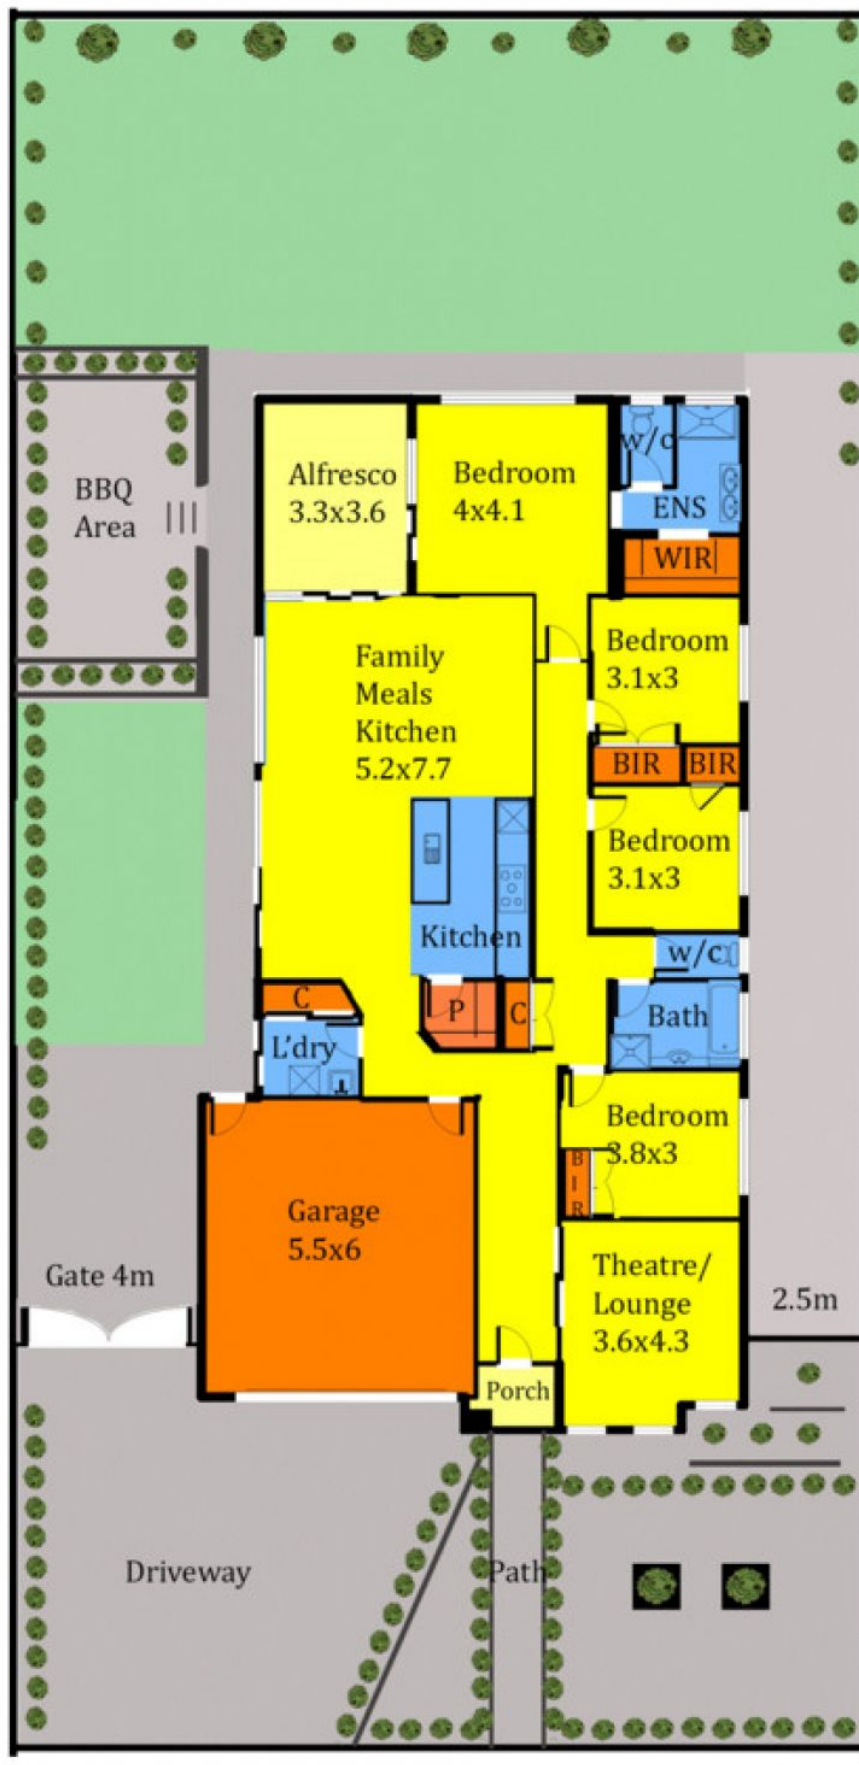 Alfresco
3.3x3.6
Bedroom
4x4.1
w/c
ENS
WIR
BBQ
Area
Family
Meals
Kitchen
5.2x7.7
Bedroom
3.1x3
BIR
BIR
Bedroom
3.1x3
Kitchen
w/c
C
P
C
Bath
L'dry
Bedroom
3.8x3
B
I
R
Garage
5.5x6
Gate 4m
Theatre/
Lounge
3.6x4.3
2.5m
Porch
Driveway
Path